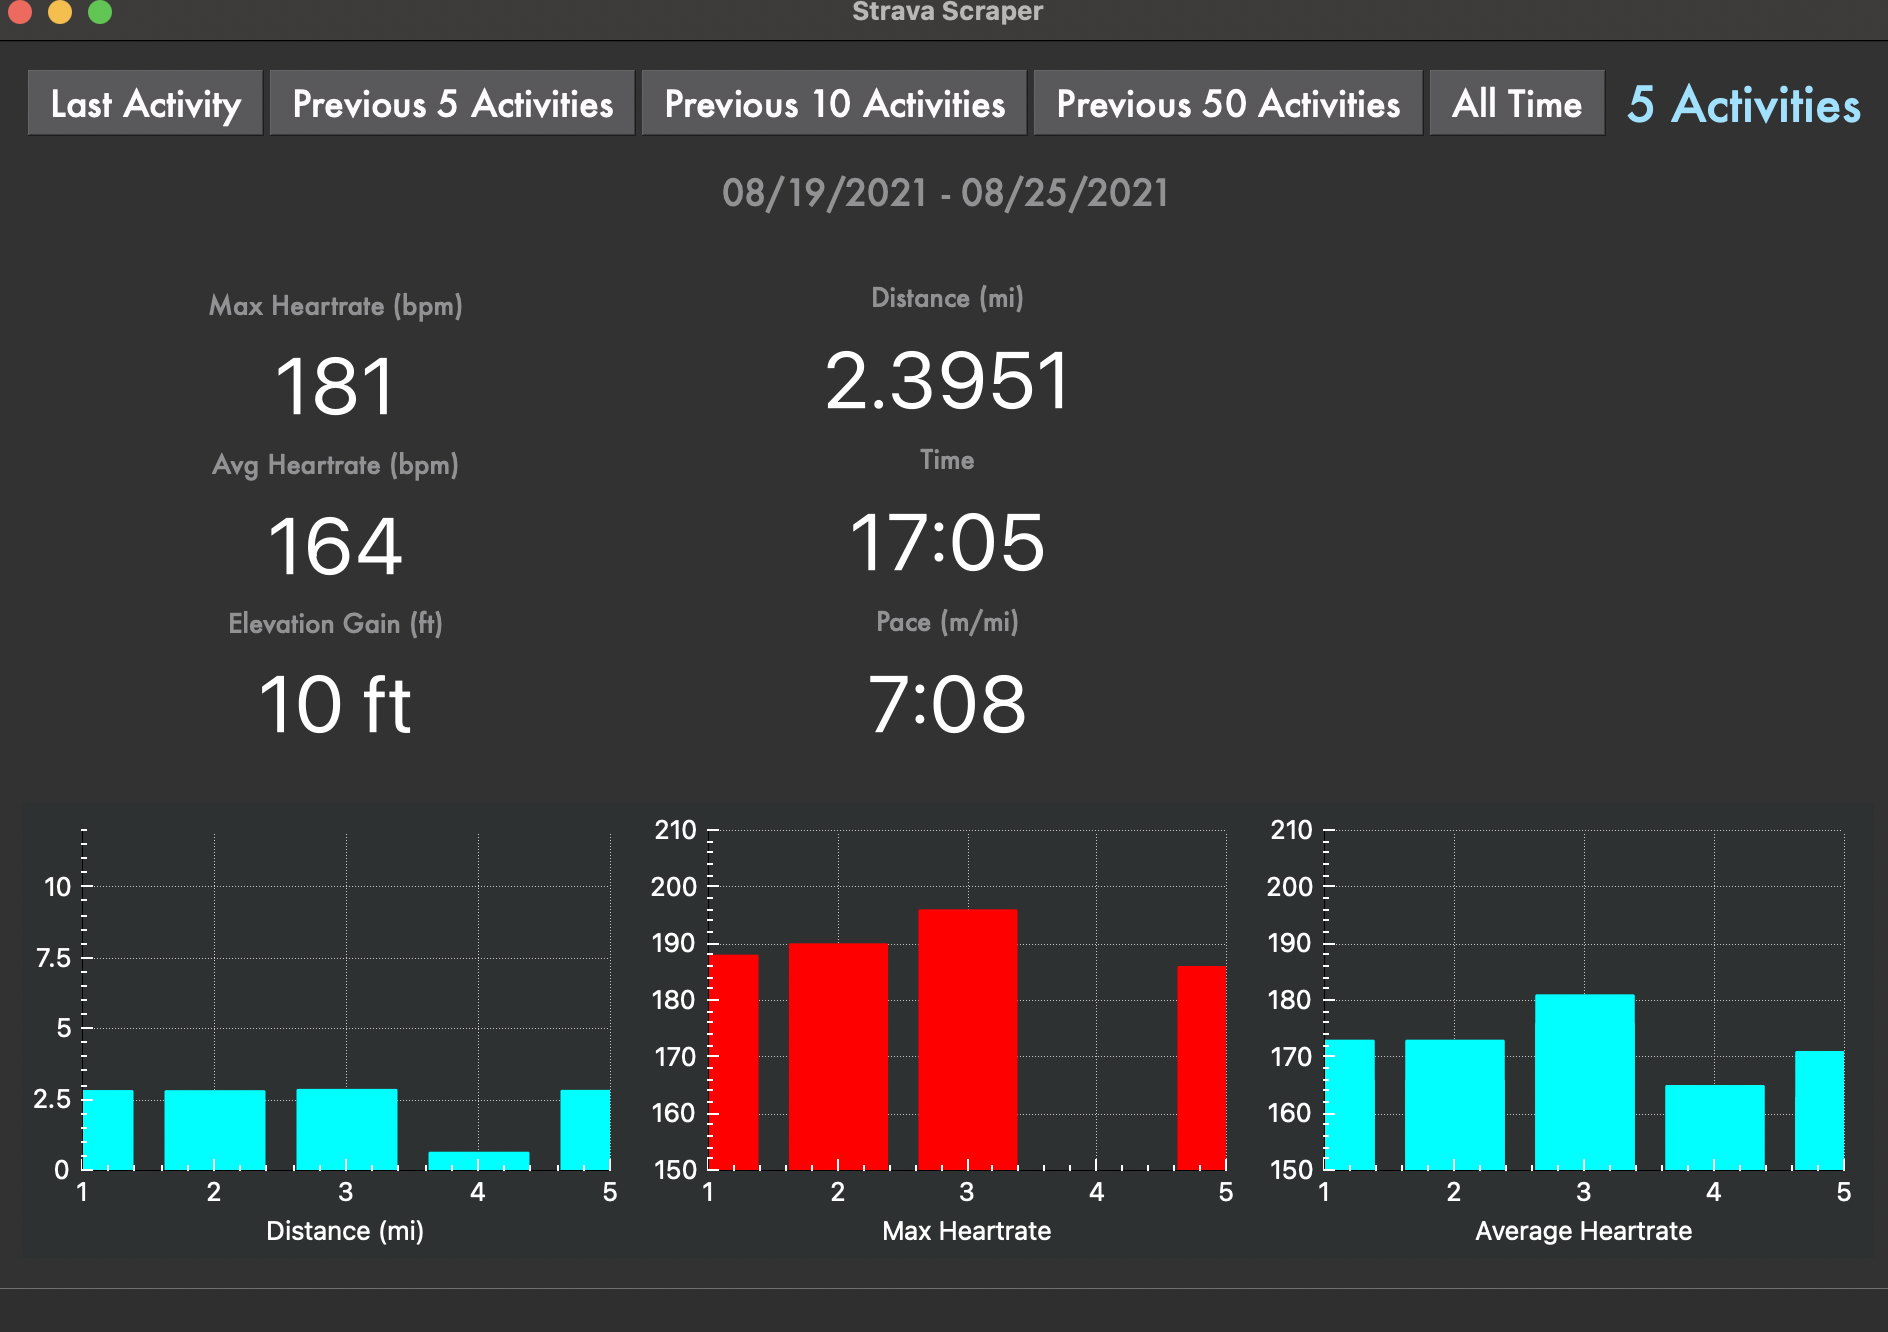 Strava Scraper
Last Activity Previous 5 Activities Previous 10 Activities Previous 50 Activities All Time 5 Activities
08/19/2021 - 08/25/2021
Max Heartrate (bpm)
181
Avg Heartrate (bpm)
164
Elevation Gain (ft)
10 ft
Distance (mi)
2.3951
Time
17:05
Pace (m/mi)
7:08
10
7.5
5
2.5
0
1 2 3 4 5
Distance (mi)
210
200
190
180
170
160
150
1 2 3 4 5
Max Heartrate
210
200
190
180
170
160
150
1 2 3 4 5
Average Heartrate